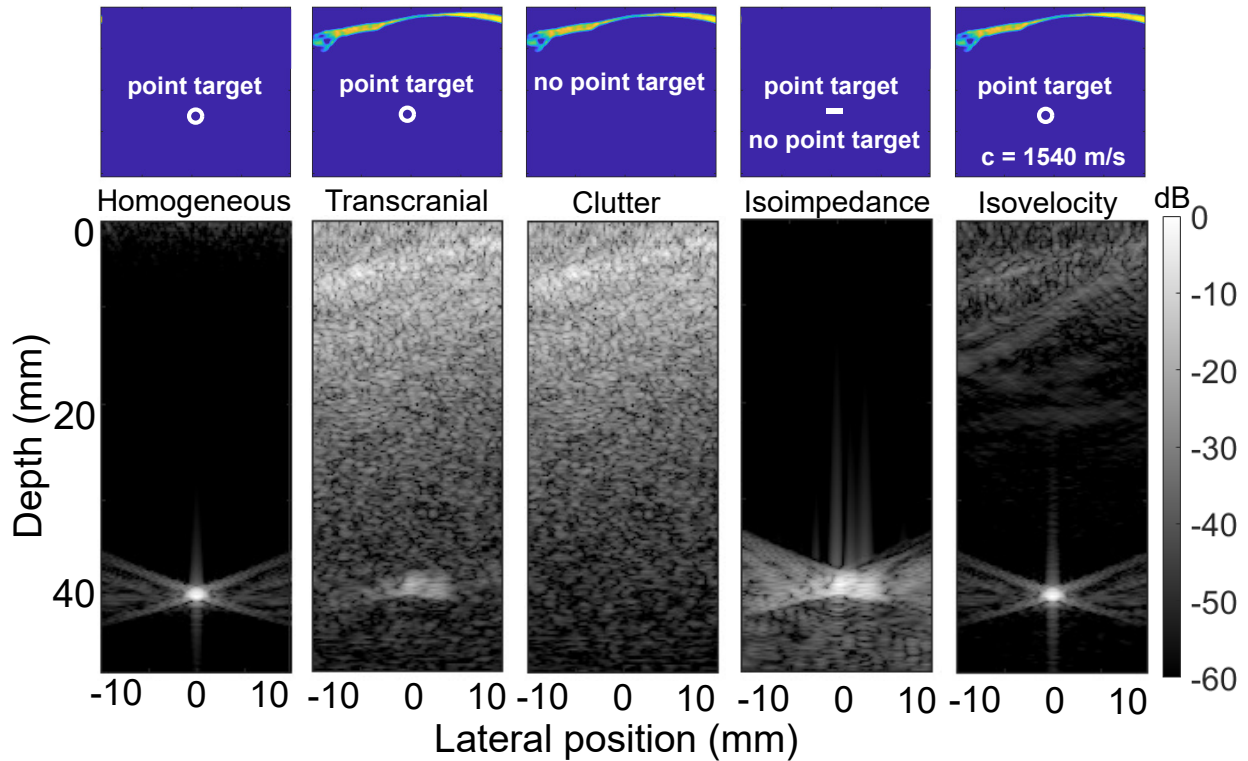 point target
point target
no point target
point target
no point target
point target
c = 1540 m/s
Homogeneous
Transcranial
Clutter
Isoimpedance
Isovelocity
dB
0
20
40
Depth (mm)
0
-10
-20
-30
-40
-50
-60
-10 0 10
-10 0 10
-10 0 10
-10 0 10
-10 0 10
Lateral position (mm)